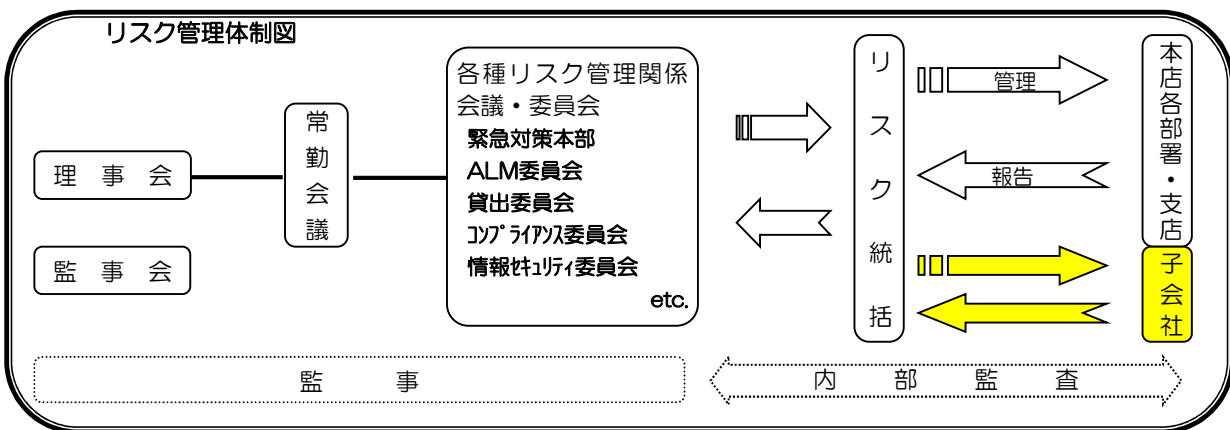 リスク管理体制図
理事会
監事会
常勤会議
各種リスク管理関係
会議・委員会
緊急対策本部
ALM委員会
貸出委員会
ｺﾝﾌﾟﾗｲｱﾝｽ委員会
情報ｾｷｭﾘﾃｨ委員会
etc.
リスク統括
管理
報告
本店各部署・支店
子会社
監事
内部監査